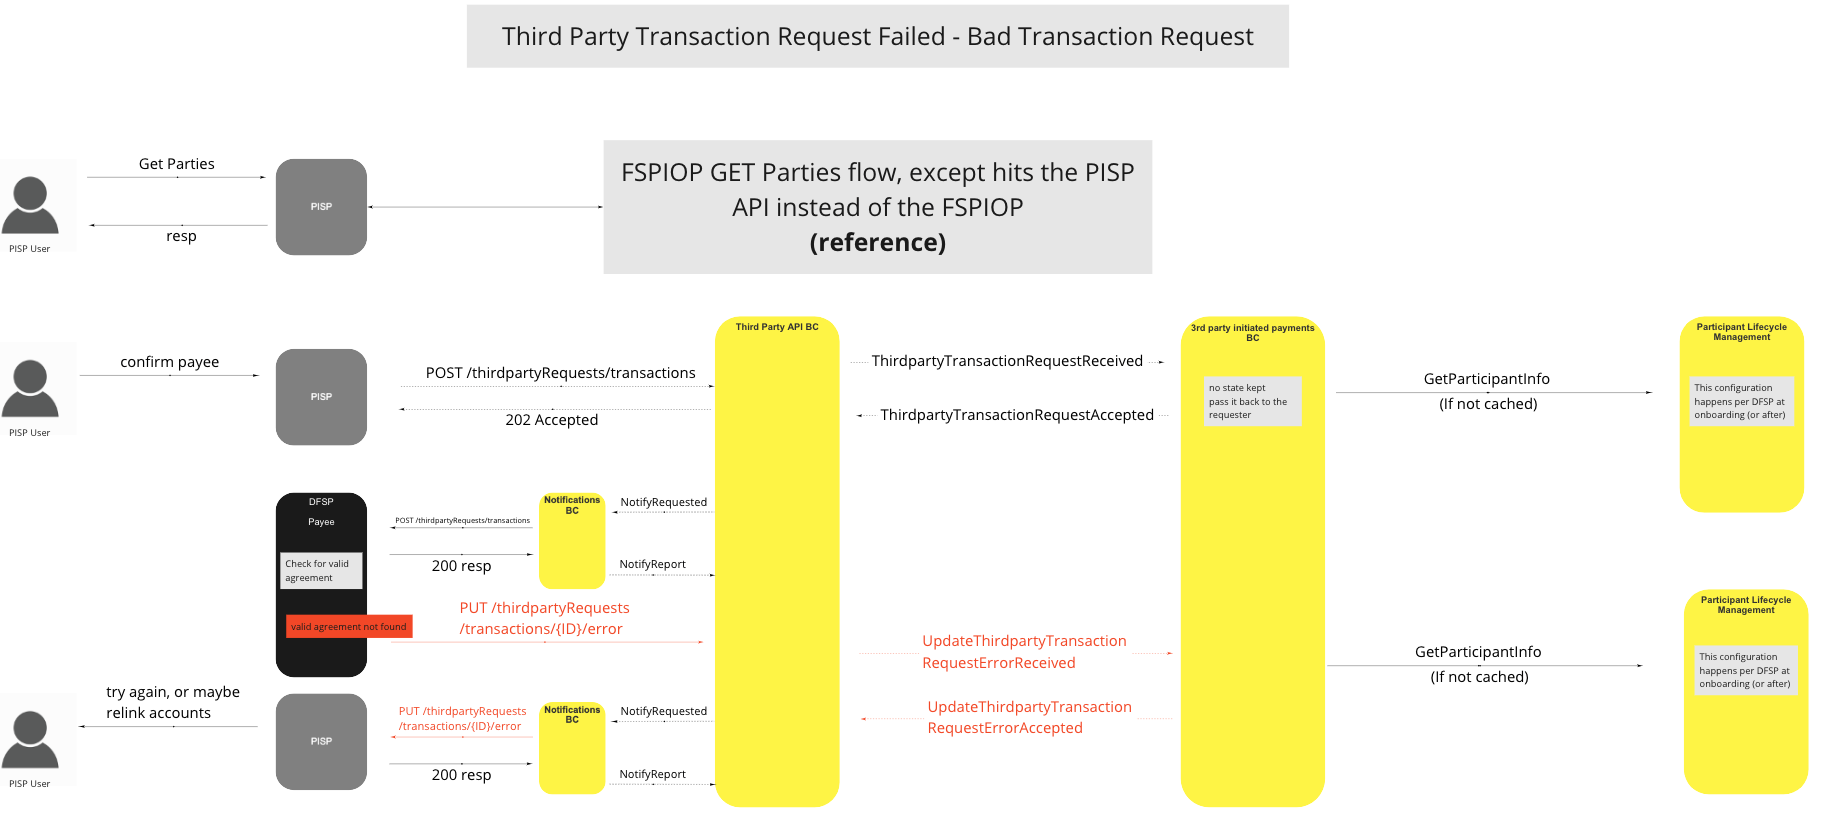 Third Party Transaction Request Failed - Bad Transaction Request
Get Parties
resp
PISP User
PISP
FSPIOP GET Parties flow, except hits the PISP
API instead of the FSPIOP
(reference)
confirm payee
PISP User
PISP
POST /thirdpartyRequests/transactions
202 Accepted
Third Party API BC
ThirdpartyTransactionRequestReceived
ThirdpartyTransactionRequestAccepted
3rd party initiated payments
BC
no state kept
pass it back to the
requester
GetParticipantInfo
(If not cached)
Participant Lifecycle
Management
This configuration
happens per DFSP at
onboarding (or after)
DFSP
Payee
Check for valid
agreement
valid agreement not found
POST /thirdpartyRequests/transactions
200 resp
Notifications
BC
NotifyRequested
NotifyReport
PUT /thirdpartyRequests
/transactions/{ID}/error
UpdateThirdpartyTransaction
RequestErrorReceived
GetParticipantInfo
(If not cached)
Participant Lifecycle
Management
This configuration
happens per DFSP at
onboarding (or after)
try again, or maybe
relink accounts
PISP User
PISP
PUT /thirdpartyRequests
/transactions/{ID}/error
200 resp
Notifications
BC
NotifyRequested
NotifyReport
UpdateThirdpartyTransaction
RequestErrorAccepted